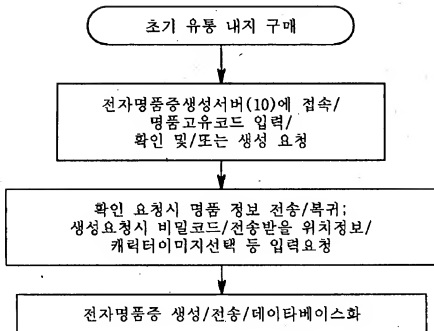 초기 유통 내지 구매
전자명품증생성서버(10)에 접속/
명품고유코드 입력/
확인 및/또는 생성 요청
확인 요청시 명품 정보 전송/복귀;
생성요청시 비밀코드/전송받을 위치정보/
캐릭터이미지선택 등 입력요청
전자명품증 생성/전송/데이타베이스화